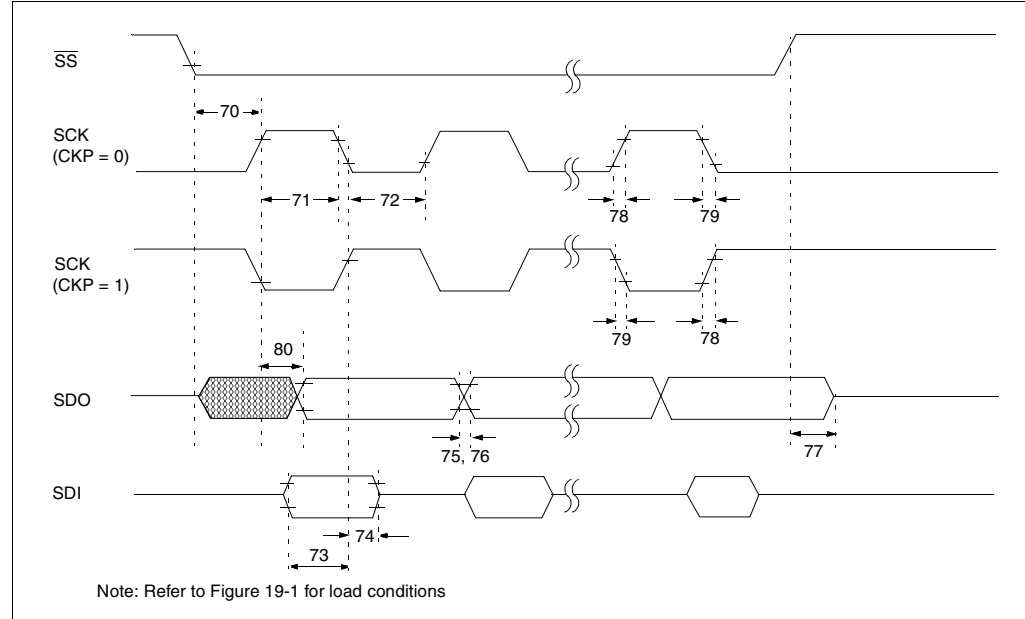 SS
70
SCK
(CKP = 0)
71
72
78
79
SCK
(CKP = 1)
79
78
80
SDO
75, 76
77
SDI
74
73
Note: Refer to Figure 19-1 for load conditions